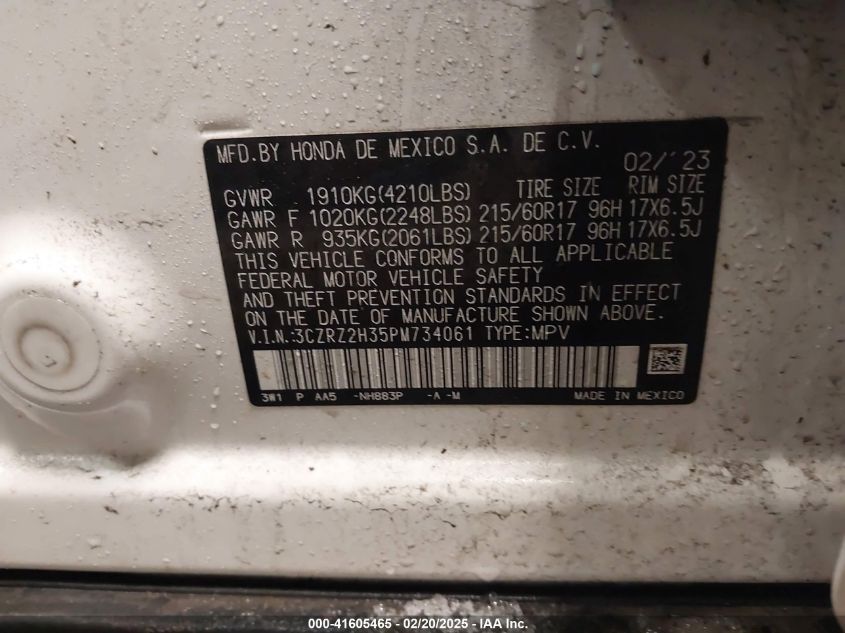 MFD.BY HONDA DE MEXICO S.A. DE C.V.
02/'23
GVWR 1910KG(4210LBS) TIRE SIZE RIM SIZE
GAWR F 1020KG(2248LBS) 215/60R17 96H 17X6.5J
GAWR R 935KG(2061LBS) 215/60R17 96H 17X6.5J
THIS VEHICLE CONFORMS TO ALL APPLICABLE
FEDERAL MOTOR VEHICLE SAFETY
AND THEFT PREVENTION STANDARDS IN EFFECT
ON THE DATE OF MANUFACTURE SHOWN ABOVE.
V.I.N.:3CZRZ2H35PM734061 TYPE:MPV
3W1 P AA5 -NH883P -A -M MADE IN MEXICO
000-41605465 - 02/20/2025 - IAA Inc.